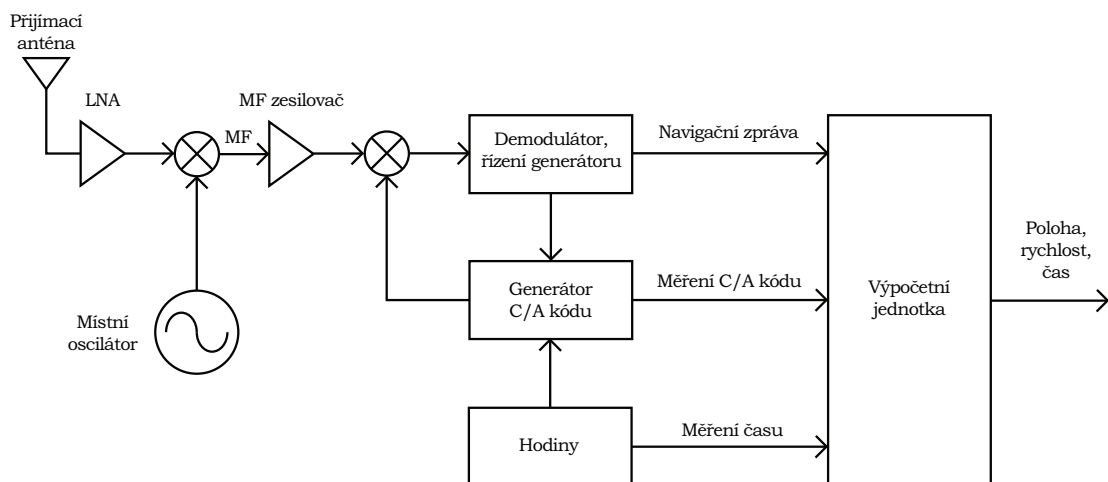 Přijímací
anténa
LNA
MF
MF zesilovač
Demodulátor,
řízení generátoru
Navigační zpráva
Místní
oscilátor
Generátor
C/A kódu
Měření C/A kódu
Hodiny
Měření času
Výpočetní
jednotka
Poloha,
rychlost,
čas